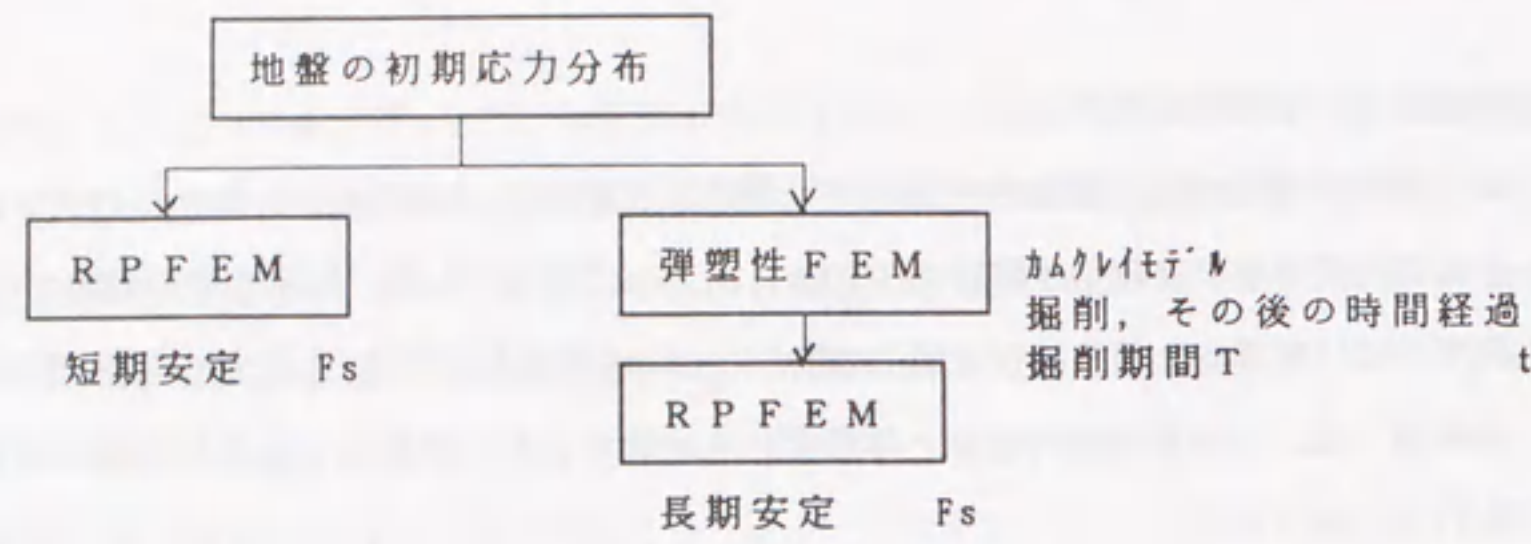 地盤の初期応力分布
RPFEM
弾塑性FEM
カムクレイモデル
掘削，その後の時間経過
掘削期間T t
短期安定 Fs
RPFEM
長期安定 Fs